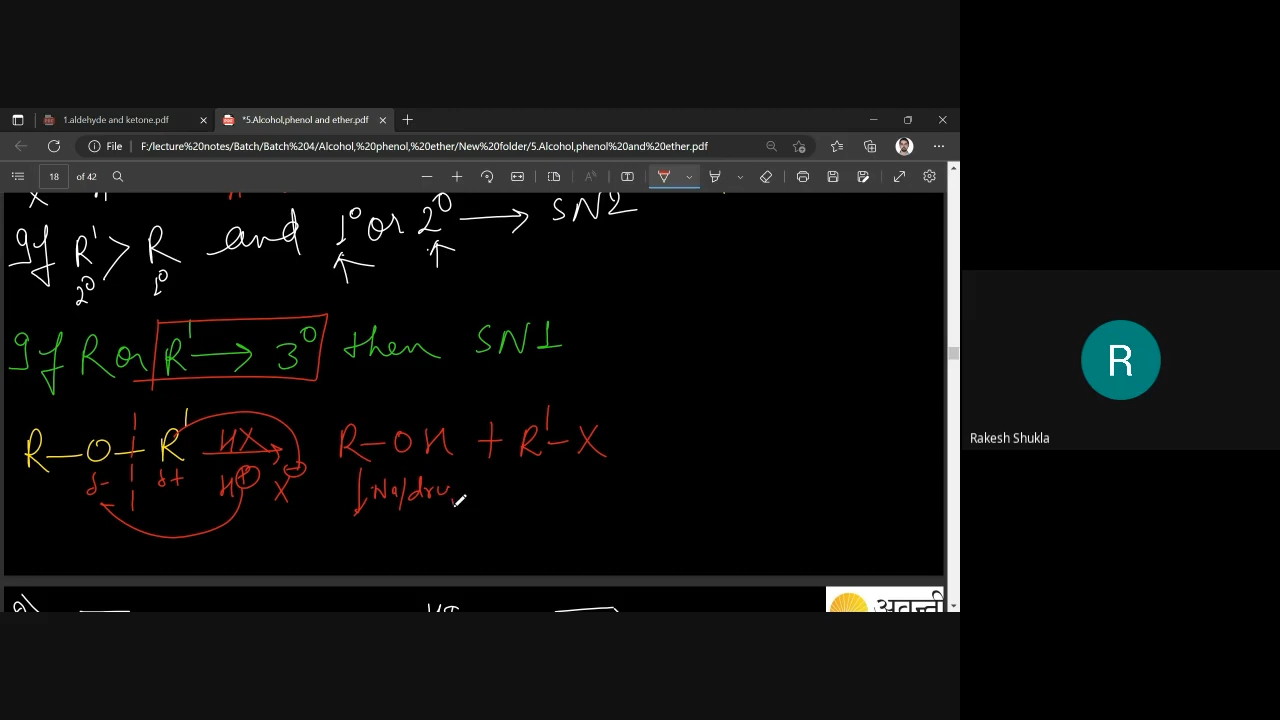 1.aldehyde and ketone.pdf
*5.Alcohol,phenol and ether.pdf
File
F:/lecture%20notes/Batch/Batch%204/Alcohol,%20phenol,%20ether/New%20folder/5.Alcohol,phenol%20and%20ether.pdf
18 of 42
If R' > R and 1° or 2° → SN2
2° 1°
If R or R' → 3° then SN1
R—O—R' HX → R—OH + R'—X
δ- δ+ H⊕ X⊖ ↓ Na/dry
अवन्ती
R
Rakesh Shukla